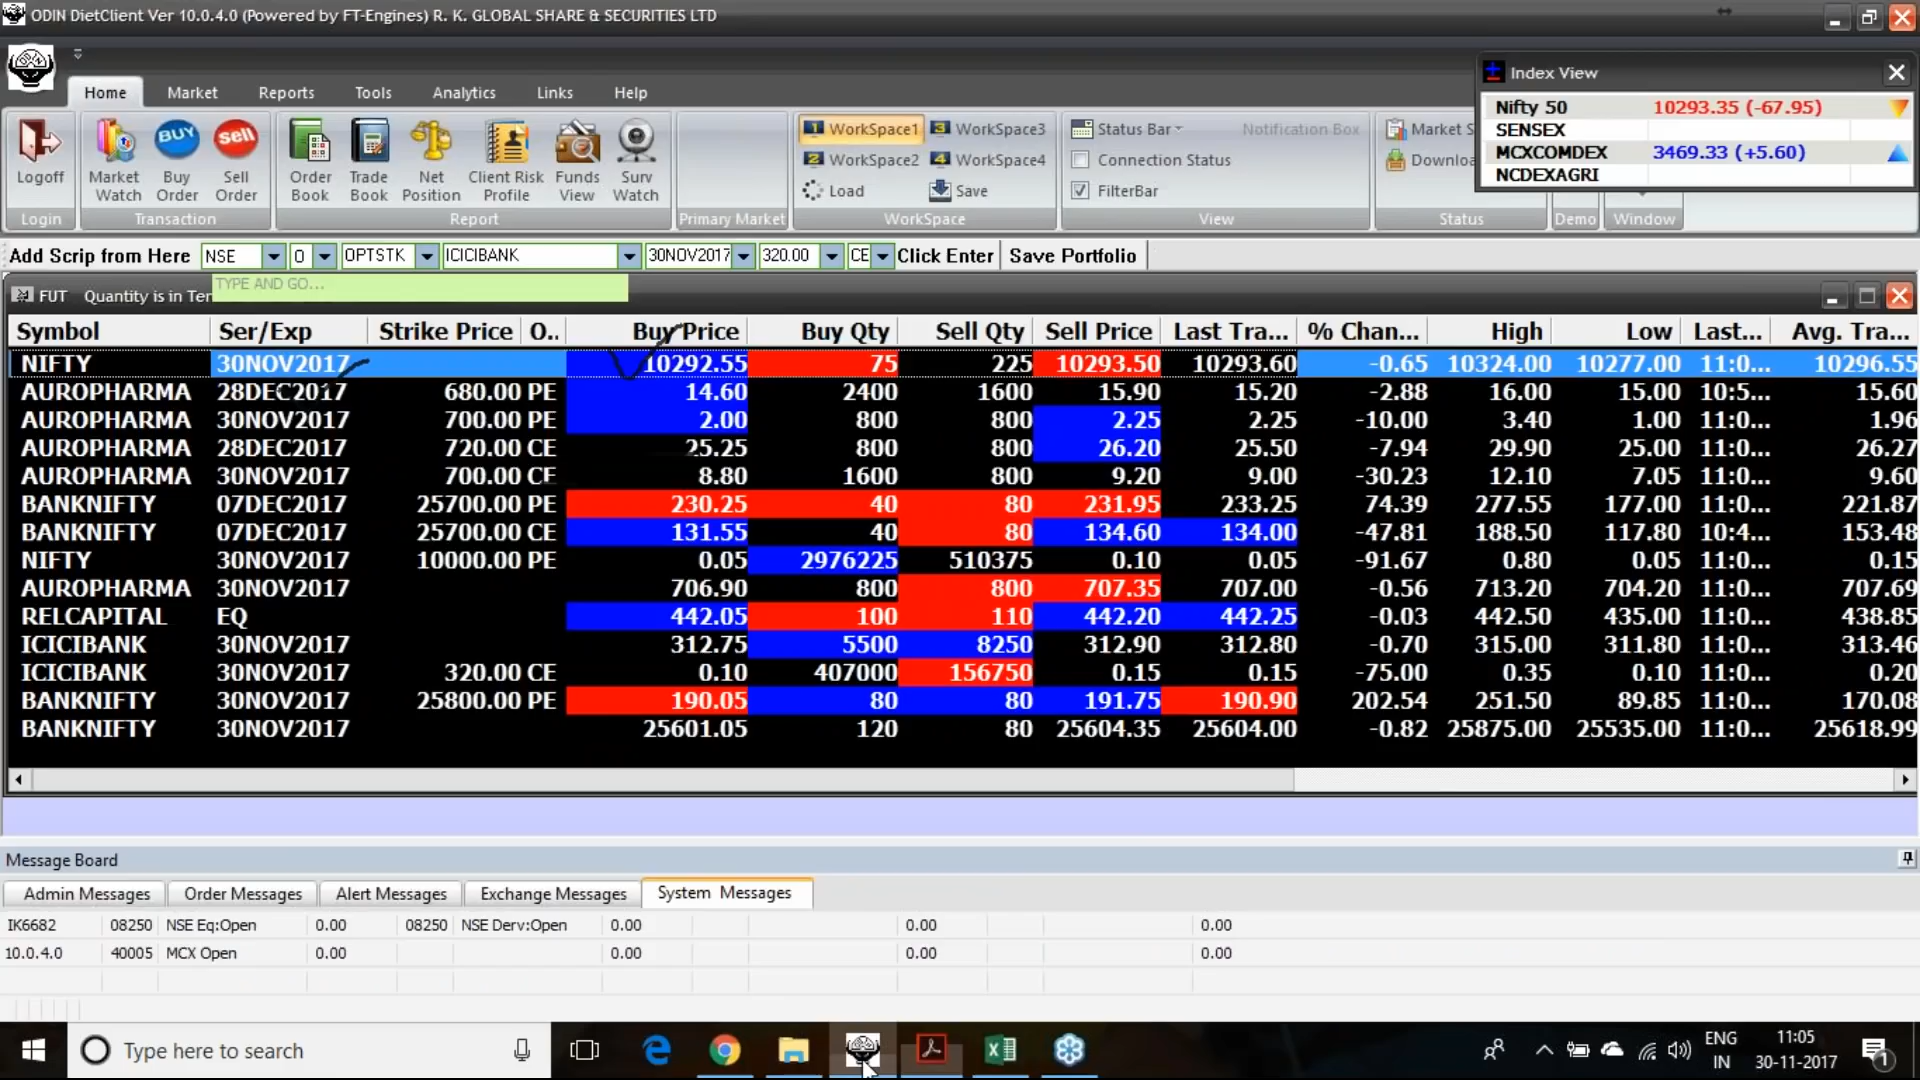 ODIN DietClient Ver 10.0.4.0 (Powered by FT-Engines) R. K. GLOBAL SHARE & SECURITIES LTD
Home Market Reports Tools Analytics Links Help
Index View
Nifty 50 10293.35 (-67.95)
SENSEX
MCXCOMDEX 3469.33 (+5.60)
NCDEXAGRI
Logoff
Market Watch
BUY Buy Order
sell Sell Order
Order Book
Trade Book
Net Position
Client Risk Profile
Funds View
Surv Watch
1 WorkSpace1 3 WorkSpace3
2 WorkSpace2 4 WorkSpace4
Load Save
Status Bar Notification Box
Connection Status
FilterBar
Market S
Downloa
Login Transaction Report Primary Market WorkSpace View Status Demo Window
Add Scrip from Here NSE O OPTSTK ICICIBANK 30NOV2017 320.00 CE Click Enter Save Portfolio
TYPE AND GO...
FUT Quantity is in Ter
Symbol Ser/Exp Strike Price O.. Buy Price Buy Qty Sell Qty Sell Price Last Tra... % Chan... High Low Last... Avg. Tra...
NIFTY 30NOV2017 10292.55 75 225 10293.50 10293.60 -0.65 10324.00 10277.00 11:0... 10296.55
AUROPHARMA 28DEC2017 680.00 PE 14.60 2400 1600 15.90 15.20 -2.88 16.00 15.00 10:5... 15.60
AUROPHARMA 30NOV2017 700.00 PE 2.00 800 800 2.25 2.25 -10.00 3.40 1.00 11:0... 1.96
AUROPHARMA 28DEC2017 720.00 CE 25.25 800 800 26.20 25.50 -7.94 29.90 25.00 11:0... 26.27
AUROPHARMA 30NOV2017 700.00 CE 8.80 1600 800 9.20 9.00 -30.23 12.10 7.05 11:0... 9.60
BANKNIFTY 07DEC2017 25700.00 PE 230.25 40 80 231.95 233.25 74.39 277.55 177.00 11:0... 221.87
BANKNIFTY 07DEC2017 25700.00 CE 131.55 40 80 134.60 134.00 -47.81 188.50 117.80 10:4... 153.48
NIFTY 30NOV2017 10000.00 PE 0.05 2976225 510375 0.10 0.05 -91.67 0.80 0.05 11:0... 0.15
AUROPHARMA 30NOV2017 706.90 800 800 707.35 707.00 -0.56 713.20 704.20 11:0... 707.69
RELCAPITAL EQ 442.05 100 110 442.20 442.25 -0.03 442.50 435.00 11:0... 438.85
ICICIBANK 30NOV2017 312.75 5500 8250 312.90 312.80 -0.70 315.00 311.80 11:0... 313.46
ICICIBANK 30NOV2017 320.00 CE 0.10 407000 156750 0.15 0.15 -75.00 0.35 0.10 11:0... 0.20
BANKNIFTY 30NOV2017 25800.00 PE 190.05 80 80 191.75 190.90 202.54 251.50 89.85 11:0... 170.08
BANKNIFTY 30NOV2017 25601.05 120 80 25604.35 25604.00 -0.82 25875.00 25535.00 11:0... 25618.99
Message Board
Admin Messages Order Messages Alert Messages Exchange Messages System Messages
IK6682 08250 NSE Eq:Open 0.00 08250 NSE Derv:Open 0.00 0.00 0.00
10.0.4.0 40005 MCX Open 0.00 0.00 0.00 0.00
Type here to search
ENG IN
11:05
30-11-2017
1